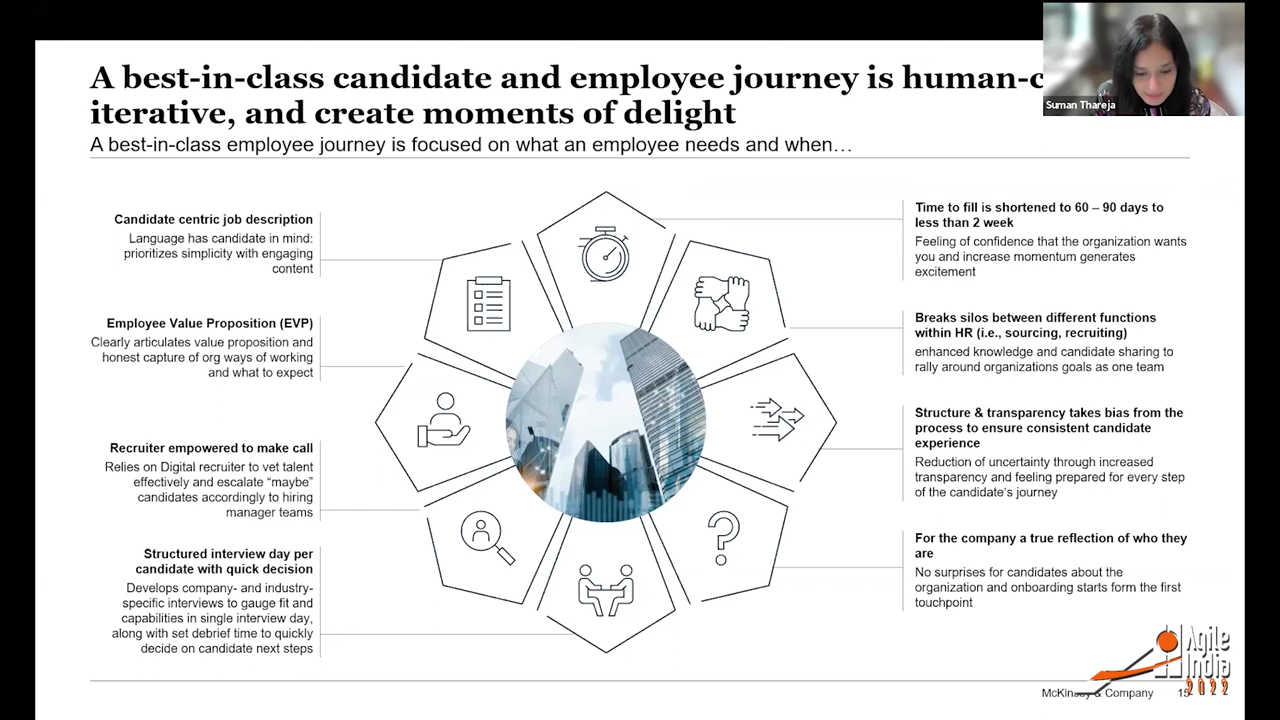 A best-in-class candidate and employee journey is human-c
iterative, and create moments of delight
A best-in-class employee journey is focused on what an employee needs and when…
Suman Thareja
Candidate centric job description
Language has candidate in mind:
prioritizes simplicity with engaging
content
Employee Value Proposition (EVP)
Clearly articulates value proposition and
honest capture of org ways of working
and what to expect
Recruiter empowered to make call
Relies on Digital recruiter to vet talent
effectively and escalate “maybe”
candidates accordingly to hiring
manager teams
Structured interview day per
candidate with quick decision
Develops company- and industry-
specific interviews to gauge fit and
capabilities in single interview day,
along with set debrief time to quickly
decide on candidate next steps
Time to fill is shortened to 60 – 90 days to
less than 2 week
Feeling of confidence that the organization wants
you and increase momentum generates
excitement
Breaks silos between different functions
within HR (i.e., sourcing, recruiting)
enhanced knowledge and candidate sharing to
rally around organizations goals as one team
Structure & transparency takes bias from the
process to ensure consistent candidate
experience
Reduction of uncertainty through increased
transparency and feeling prepared for every step
of the candidate’s journey
For the company a true reflection of who they
are
No surprises for candidates about the
organization and onboarding starts form the first
touchpoint
Agile
India
2022
McKinsey & Company 15